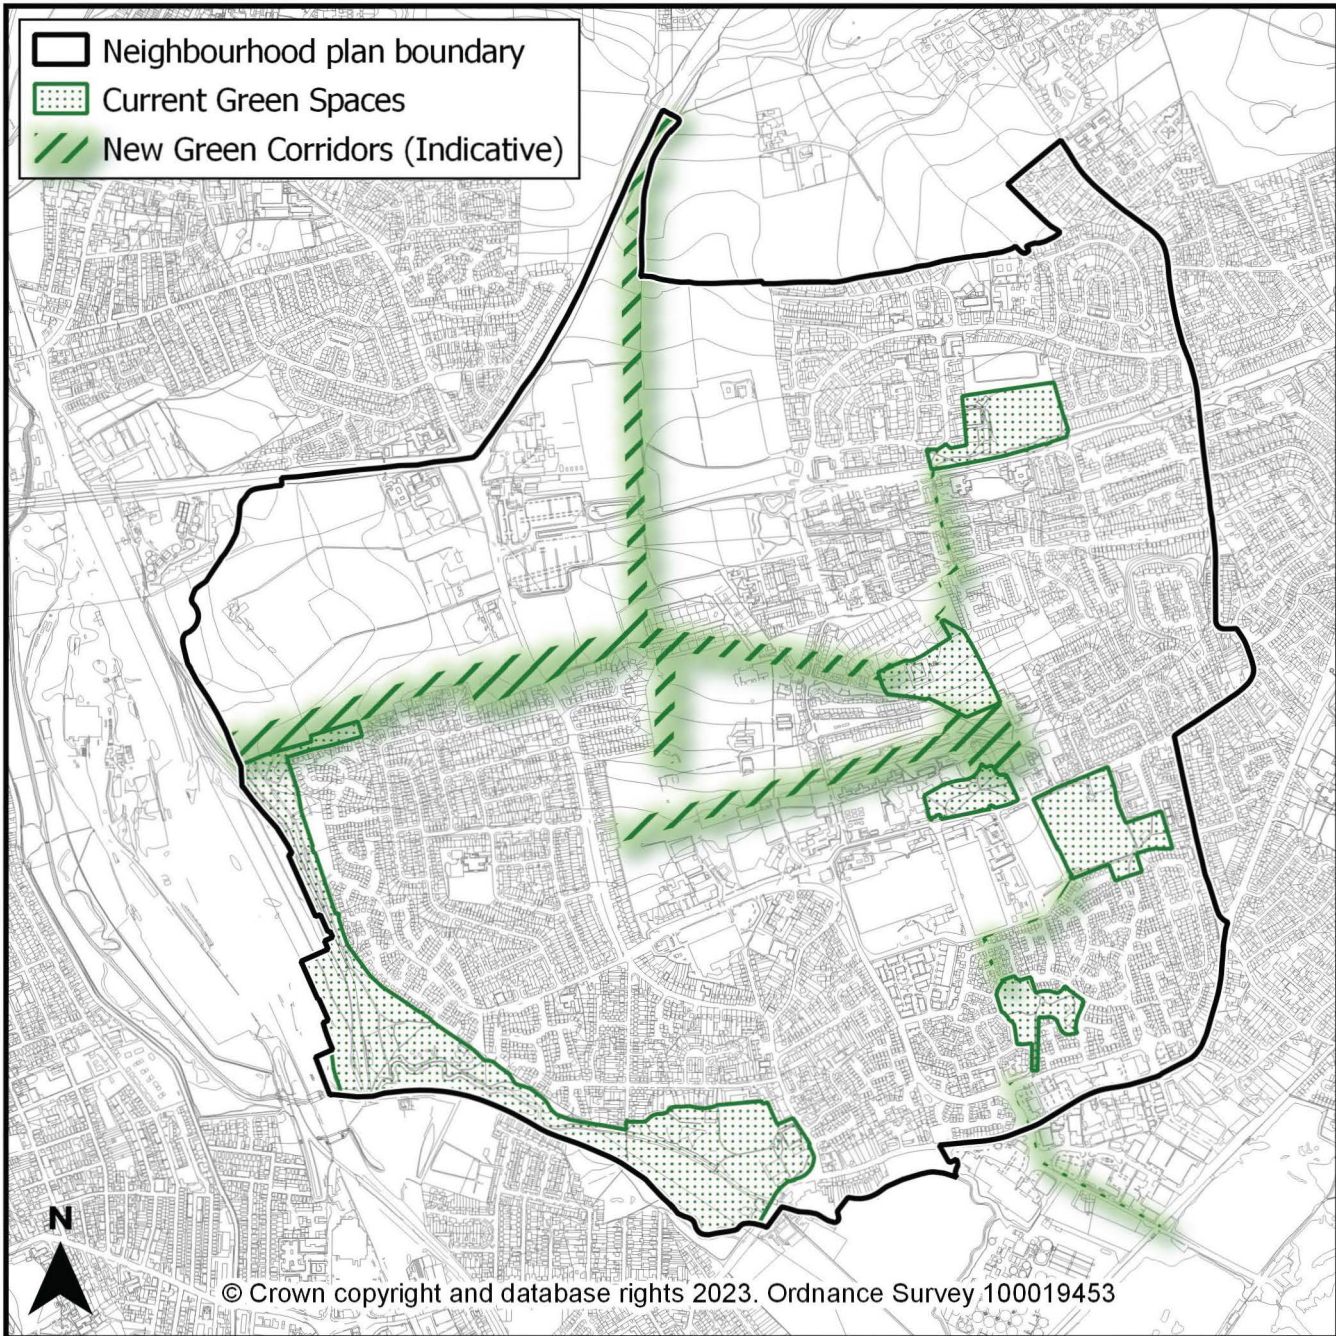 Neighbourhood plan boundary
Current Green Spaces
New Green Corridors (Indicative)
N
© Crown copyright and database rights 2023. Ordnance Survey 100019453